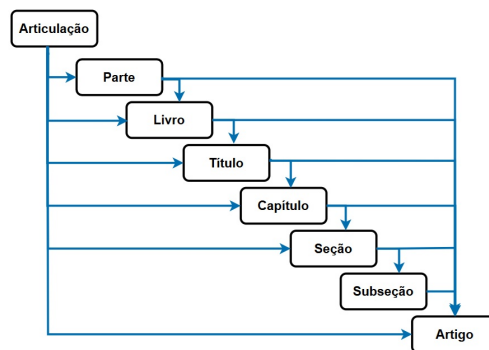 Articulação
Parte
Livro
Título
Capítulo
Seção
Subseção
Artigo